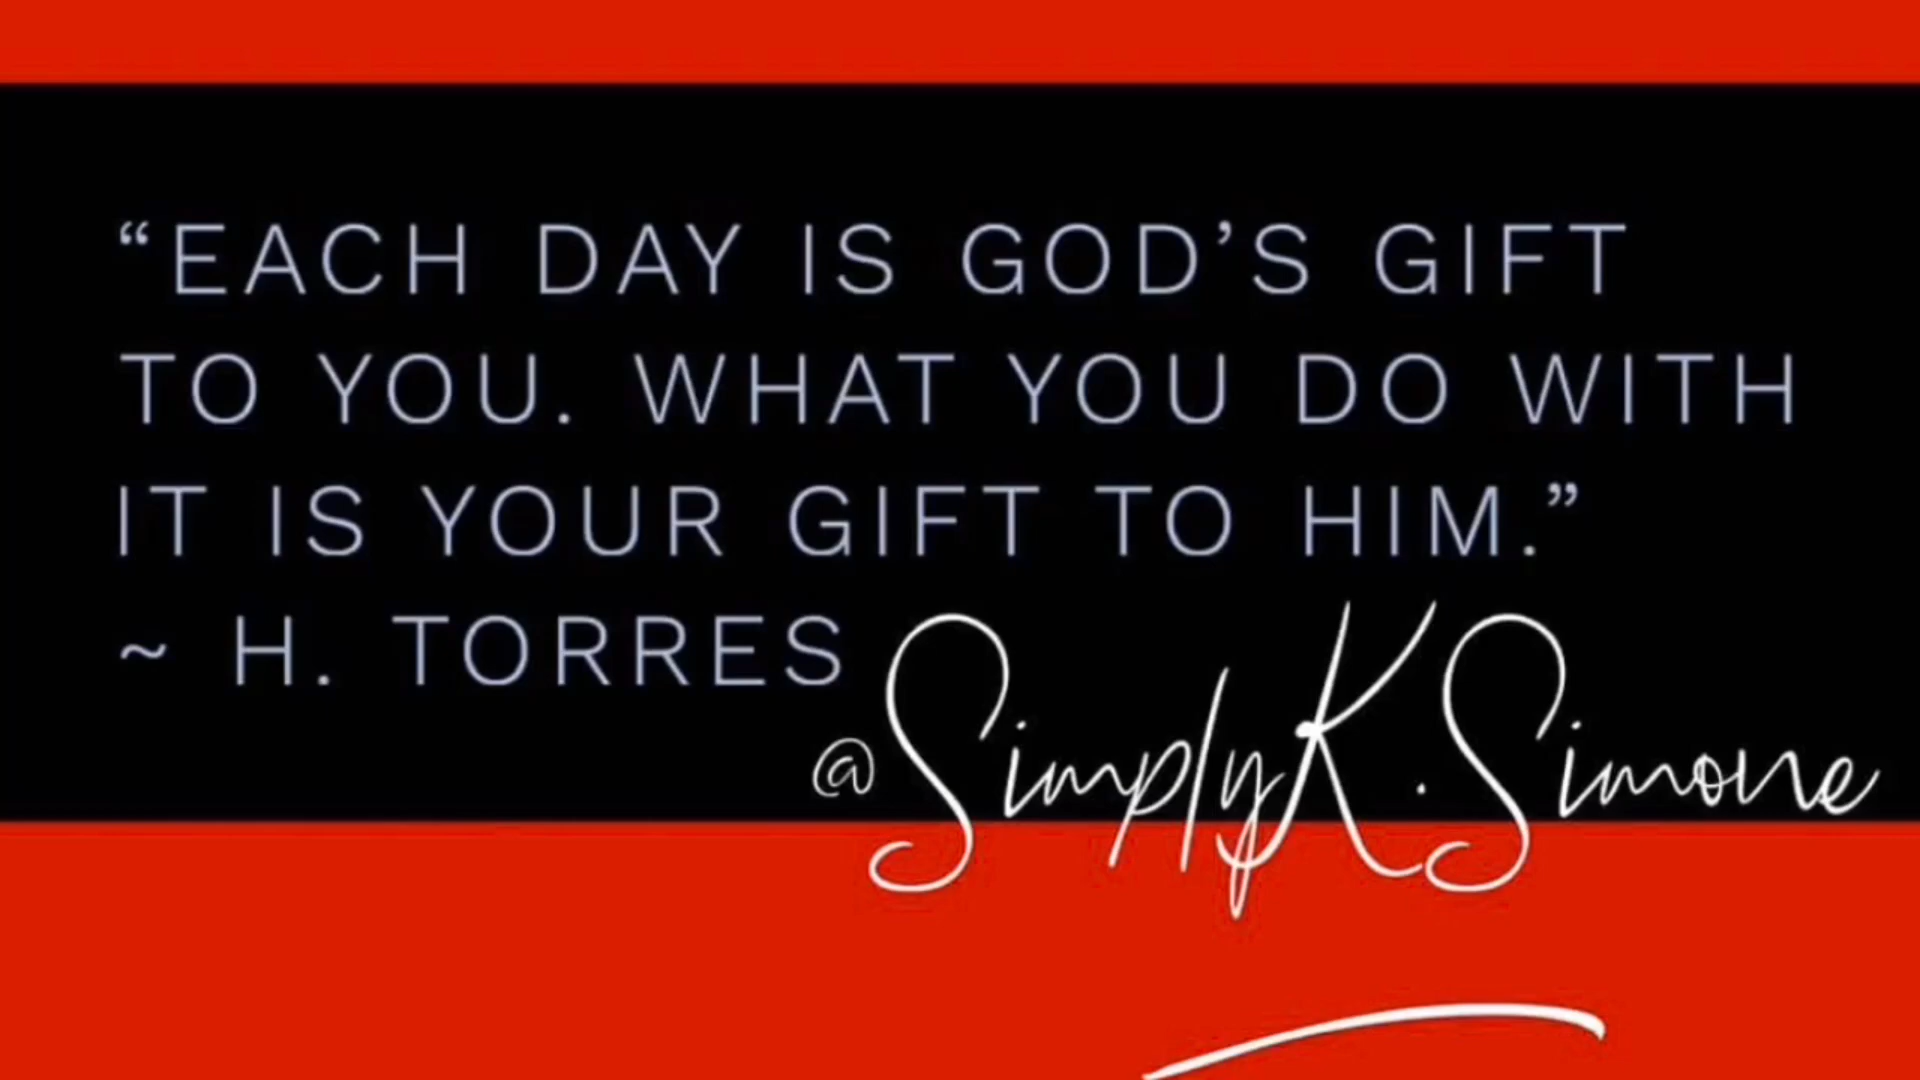 “EACH DAY IS GOD’S GIFT
TO YOU. WHAT YOU DO WITH
IT IS YOUR GIFT TO HIM.”
~ H. TORRES
@SimplyK.Simone